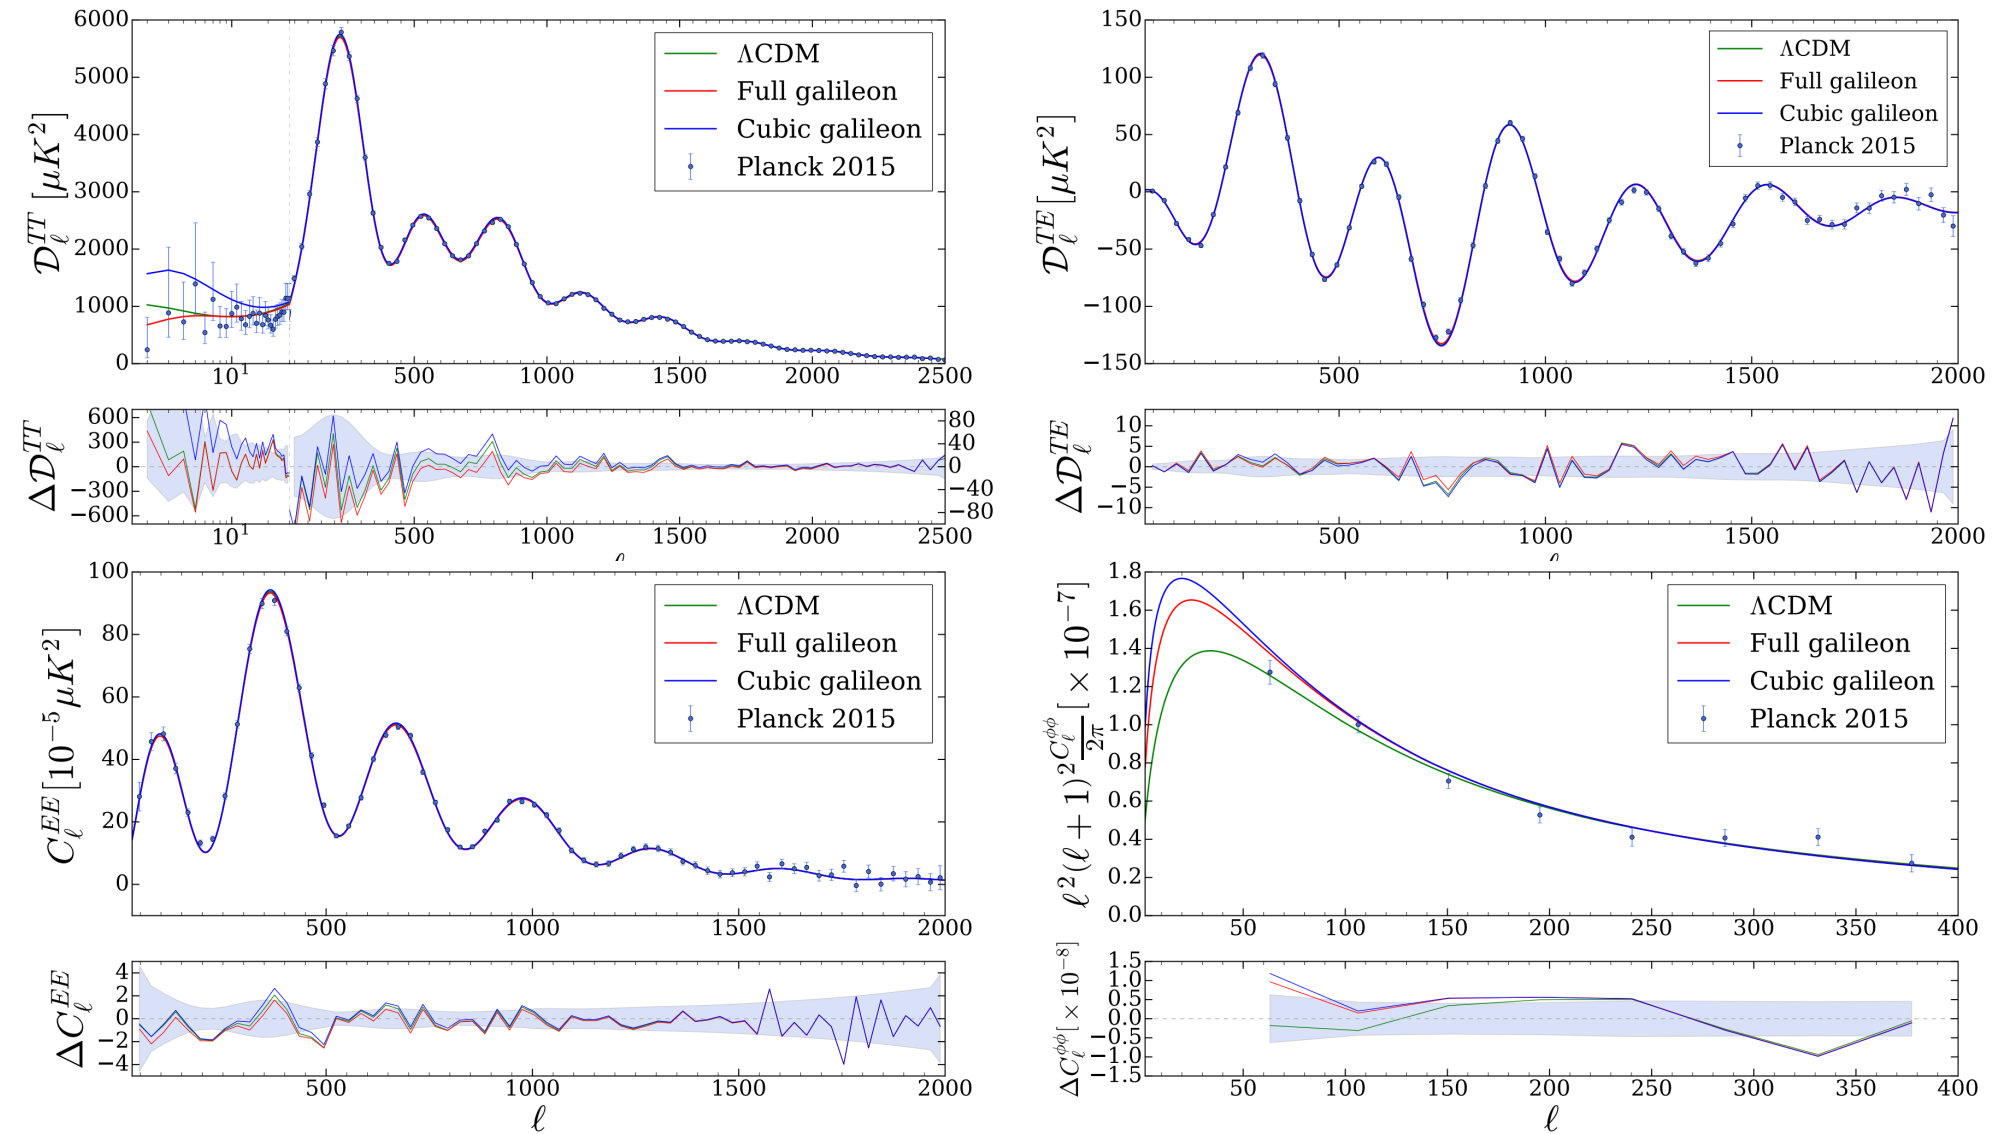 6000
5000
4000
3000
2000
1000
0
𝒟ℓ^TT [μK²]
ΛCDM
Full galileon
Cubic galileon
Planck 2015
10¹ 500 1000 1500 2000 2500
600
300
0
−300
−600
Δ𝒟ℓ^TT
80
40
0
−40
−80
10¹ 500 1000 1500 2000 2500
ℓ
150
100
50
0
−50
−100
−150
𝒟ℓ^TE [μK²]
ΛCDM
Full galileon
Cubic galileon
Planck 2015
500 1000 1500 2000
10
5
0
−5
−10
Δ𝒟ℓ^TE
500 1000 1500 2000
ℓ
100
80
60
40
20
0
Cℓ^EE [10⁻⁵ μK²]
ΛCDM
Full galileon
Cubic galileon
Planck 2015
500 1000 1500 2000
4
2
0
−2
−4
ΔCℓ^EE
500 1000 1500 2000
ℓ
1.8
1.6
1.4
1.2
1.0
0.8
0.6
0.4
0.2
0.0
ℓ²(ℓ + 1)² Cℓ^ϕϕ/2π [× 10⁻⁷]
ΛCDM
Full galileon
Cubic galileon
Planck 2015
50 100 150 200 250 300 350 400
1.5
1.0
0.5
0.0
−0.5
−1.0
−1.5
ΔCℓ^ϕϕ [× 10⁻⁸]
50 100 150 200 250 300 350 400
ℓ